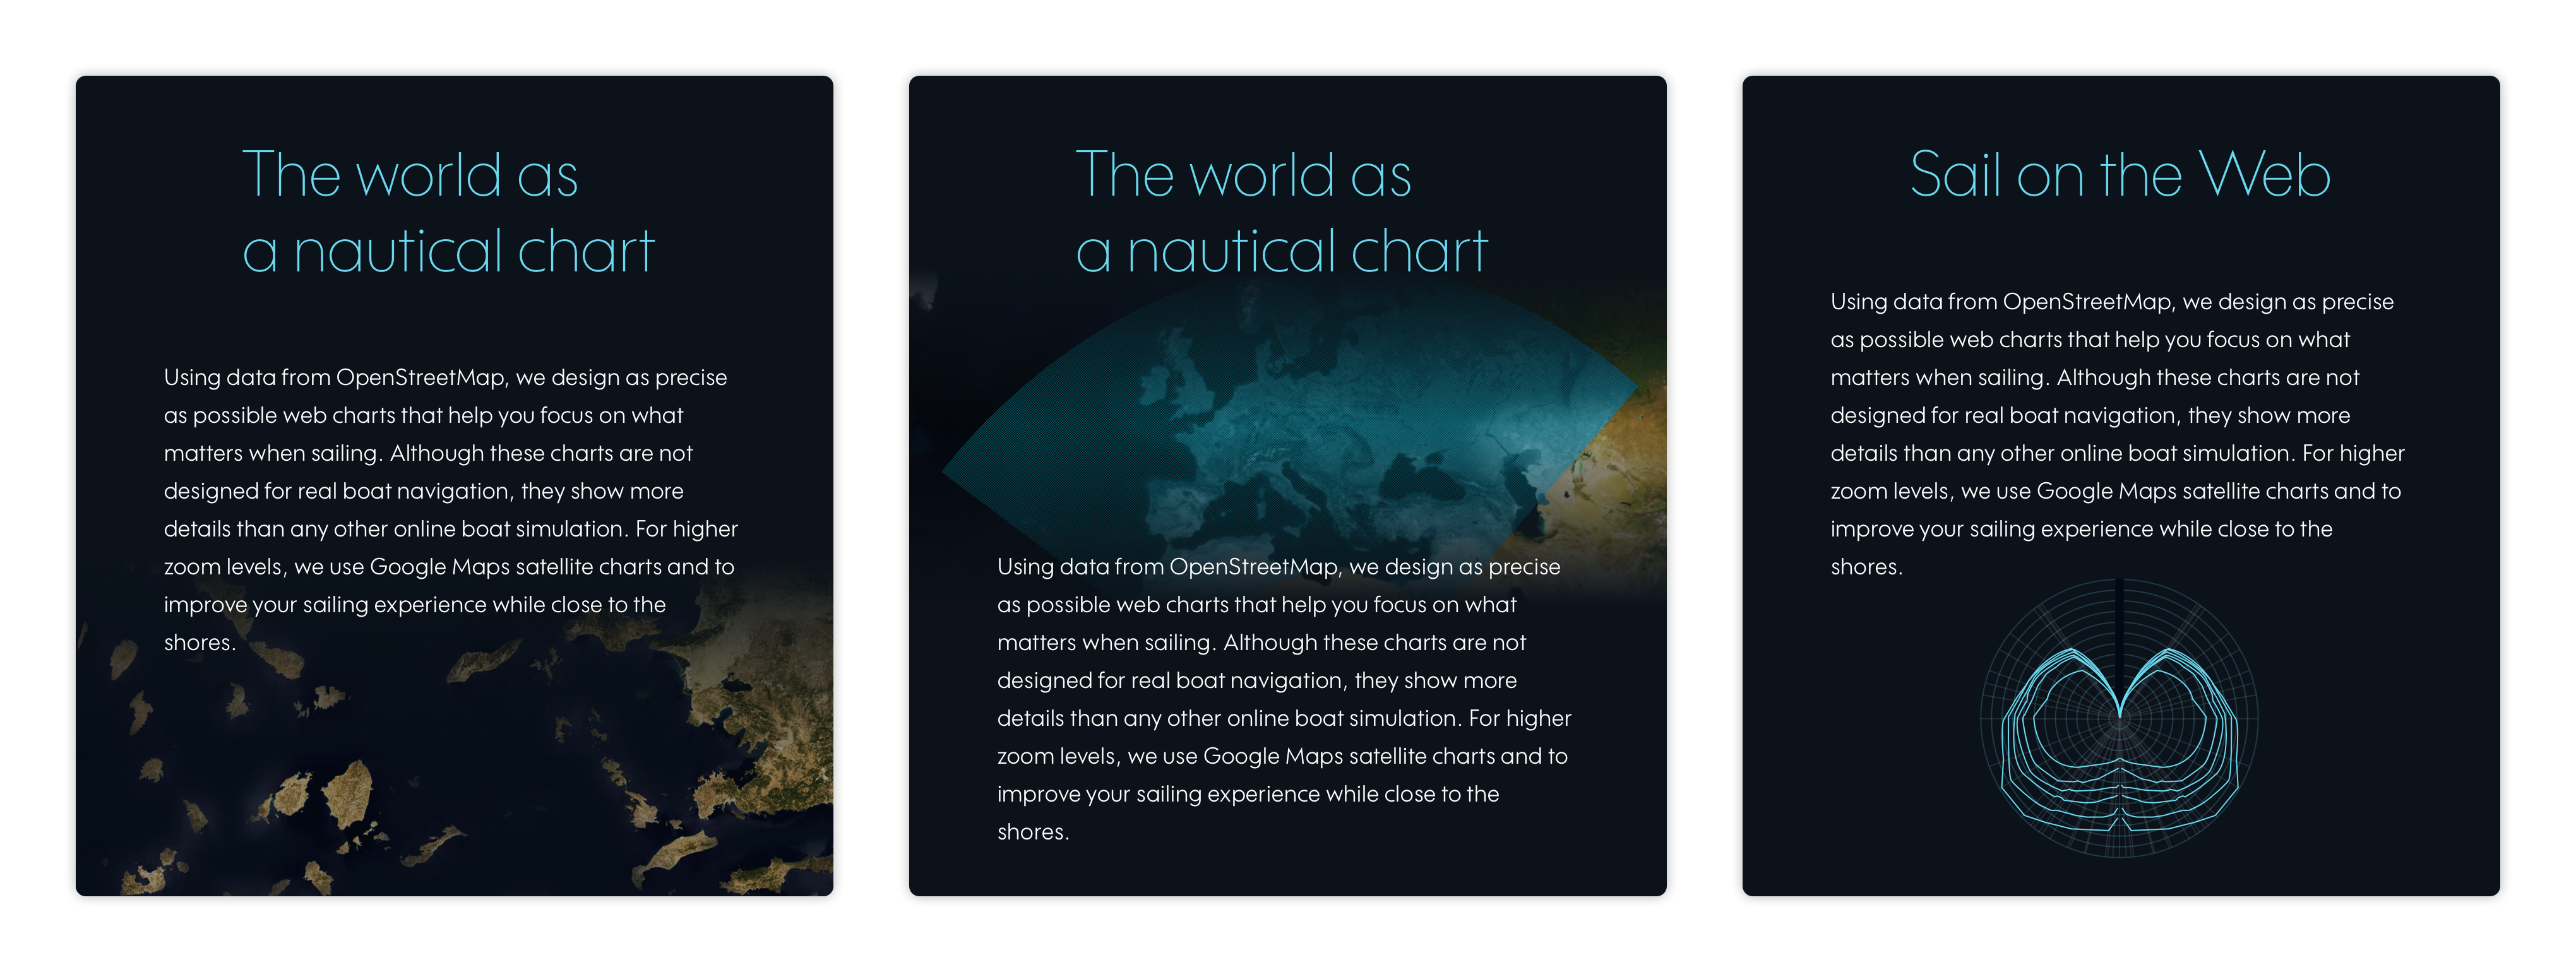 The world as
a nautical chart
Using data from OpenStreetMap, we design as precise
as possible web charts that help you focus on what
matters when sailing. Although these charts are not
designed for real boat navigation, they show more
details than any other online boat simulation. For higher
zoom levels, we use Google Maps satellite charts and to
improve your sailing experience while close to the
shores.
The world as
a nautical chart
Using data from OpenStreetMap, we design as precise
as possible web charts that help you focus on what
matters when sailing. Although these charts are not
designed for real boat navigation, they show more
details than any other online boat simulation. For higher
zoom levels, we use Google Maps satellite charts and to
improve your sailing experience while close to the
shores.
Sail on the Web
Using data from OpenStreetMap, we design as precise
as possible web charts that help you focus on what
matters when sailing. Although these charts are not
designed for real boat navigation, they show more
details than any other online boat simulation. For higher
zoom levels, we use Google Maps satellite charts and to
improve your sailing experience while close to the
shores.